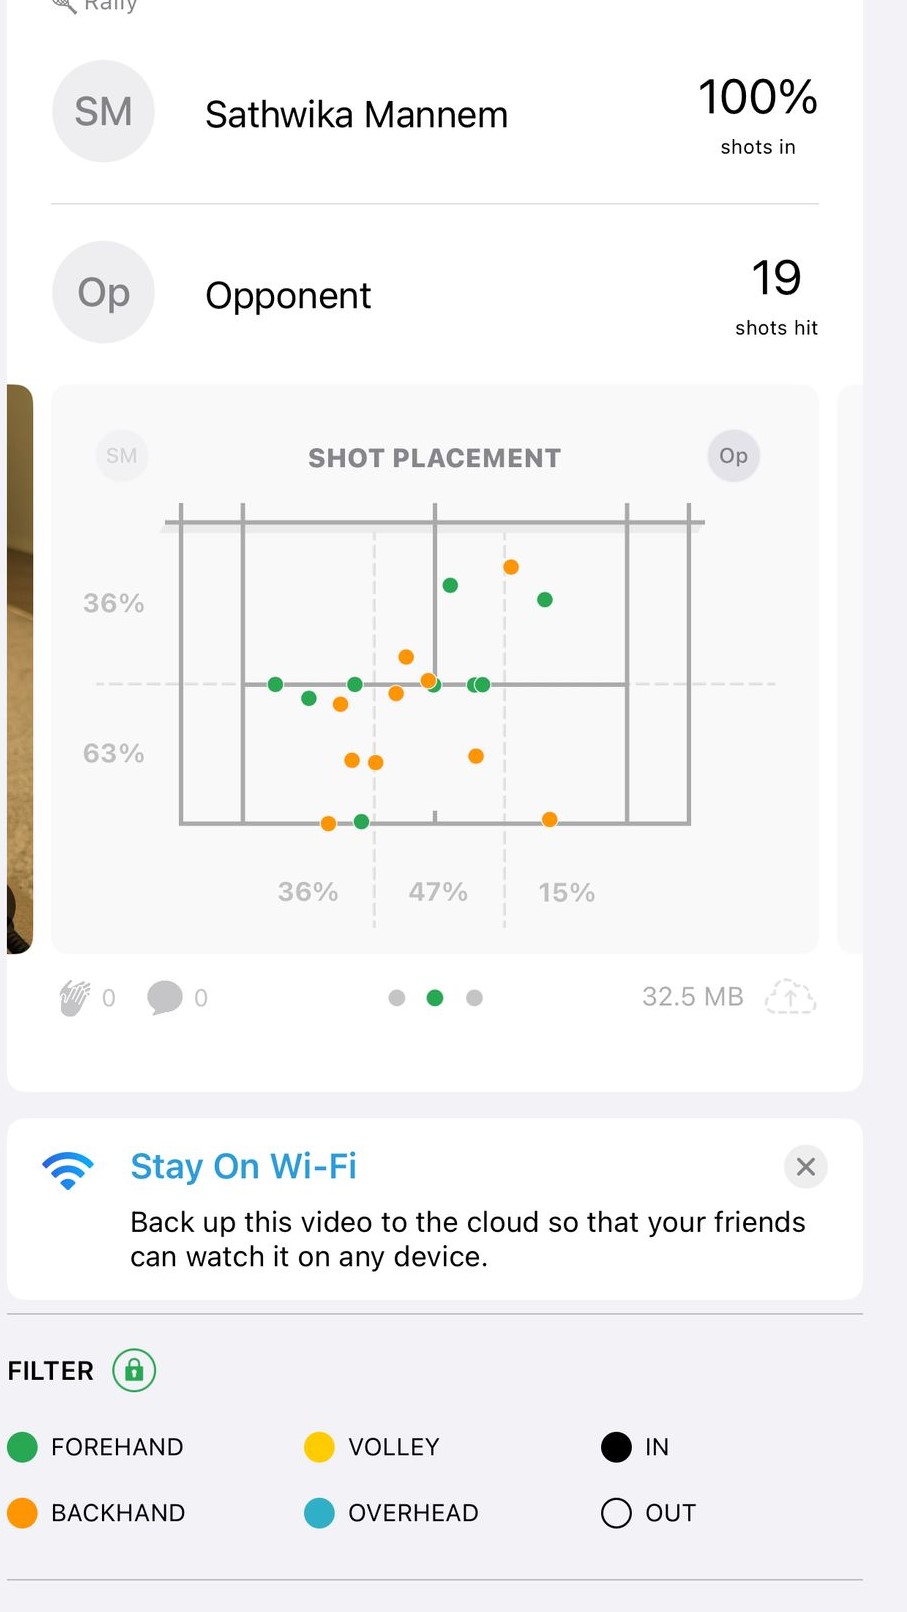 Rally
SM
Sathwika Mannem
100%
shots in
Op
Opponent
19
shots hit
SM
SHOT PLACEMENT
Op
36%
63%
36%
47%
15%
0
0
32.5 MB
Stay On Wi-Fi
Back up this video to the cloud so that your friends
can watch it on any device.
FILTER
FOREHAND
VOLLEY
IN
BACKHAND
OVERHEAD
OUT